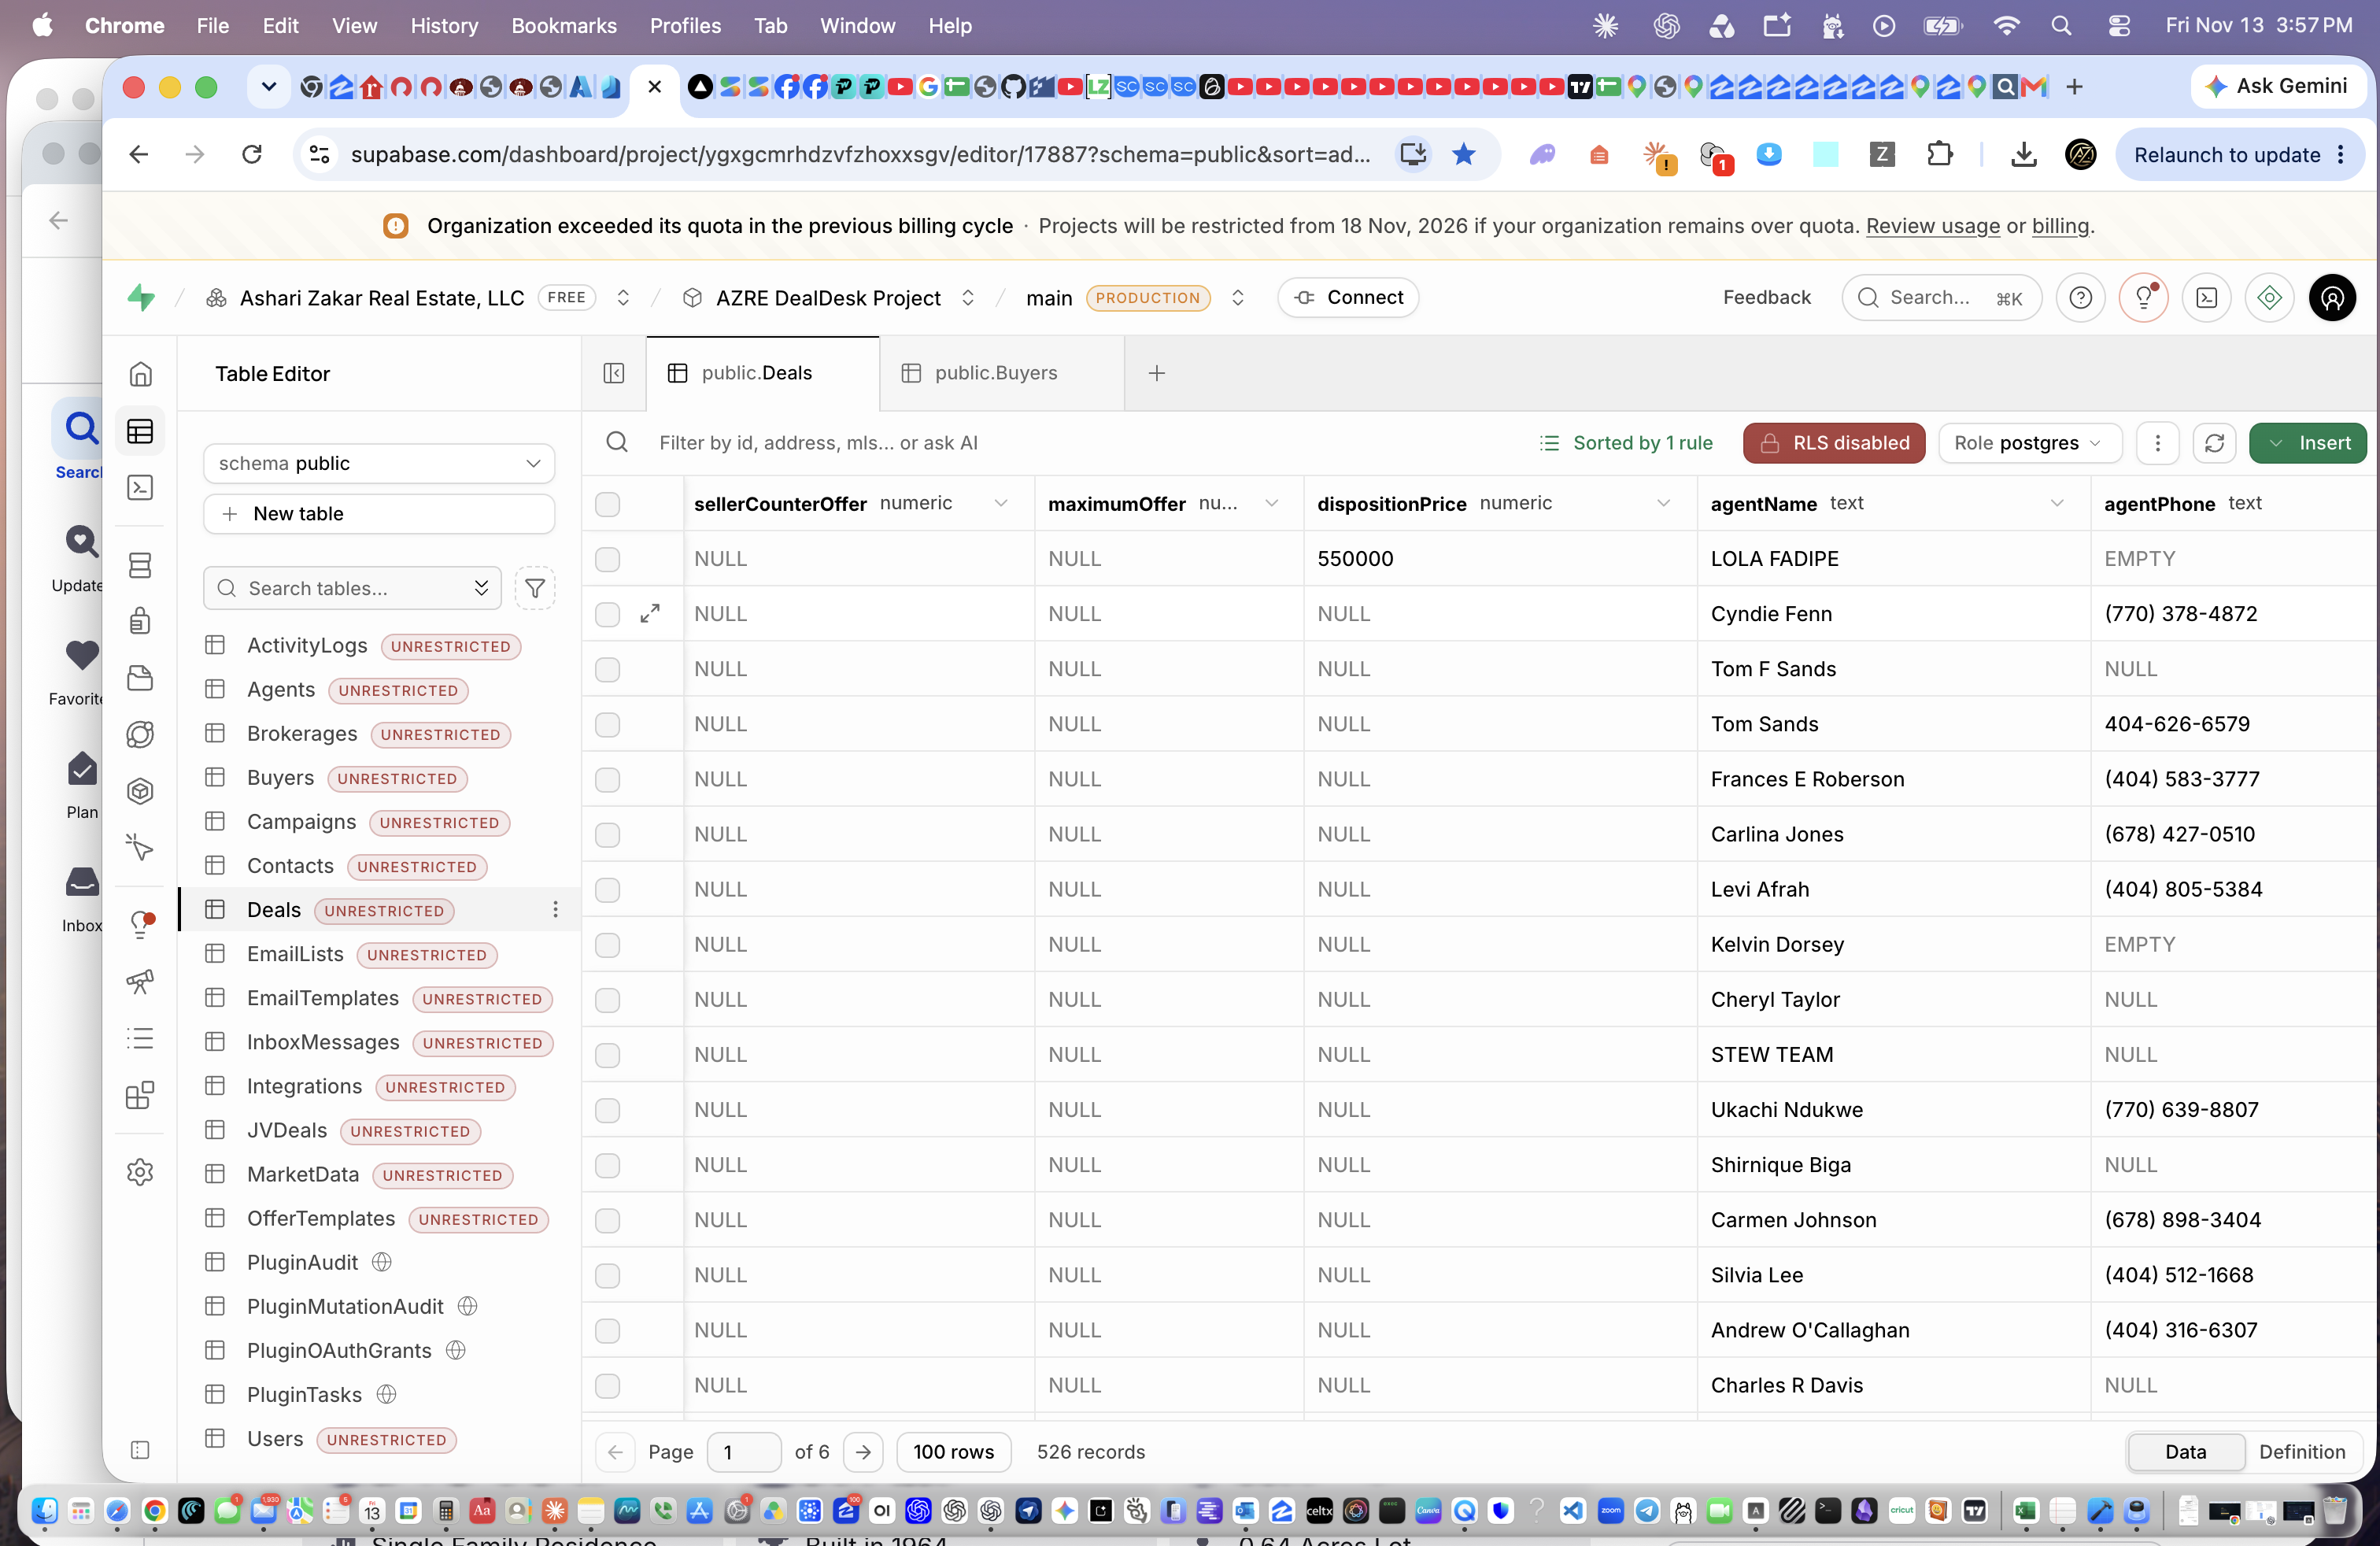 Chrome File Edit View History Bookmarks Profiles Tab Window Help Fri Nov 13 3:57 PM
Ask Gemini
supabase.com/dashboard/project/ygxgcmrhdzvfzhoxxsgv/editor/17887?schema=public&sort=ad... Relaunch to update
Organization exceeded its quota in the previous billing cycle · Projects will be restricted from 18 Nov, 2026 if your organization remains over quota. Review usage or billing.
/ Ashari Zakar Real Estate, LLC FREE / AZRE DealDesk Project / main PRODUCTION Connect Feedback Search... ⌘K
Table Editor
public.Deals public.Buyers
schema public
New table
Search tables...
ActivityLogs UNRESTRICTED
Agents UNRESTRICTED
Brokerages UNRESTRICTED
Buyers UNRESTRICTED
Campaigns UNRESTRICTED
Contacts UNRESTRICTED
Deals UNRESTRICTED
EmailLists UNRESTRICTED
EmailTemplates UNRESTRICTED
InboxMessages UNRESTRICTED
Integrations UNRESTRICTED
JVDeals UNRESTRICTED
MarketData UNRESTRICTED
OfferTemplates UNRESTRICTED
PluginAudit
PluginMutationAudit
PluginOAuthGrants
PluginTasks
Users UNRESTRICTED
Filter by id, address, mls... or ask AI Sorted by 1 rule RLS disabled Role postgres Insert
sellerCounterOffer numeric maximumOffer nu... dispositionPrice numeric agentName text agentPhone text
NULL NULL 550000 LOLA FADIPE EMPTY
NULL NULL NULL Cyndie Fenn (770) 378-4872
NULL NULL NULL Tom F Sands NULL
NULL NULL NULL Tom Sands 404-626-6579
NULL NULL NULL Frances E Roberson (404) 583-3777
NULL NULL NULL Carlina Jones (678) 427-0510
NULL NULL NULL Levi Afrah (404) 805-5384
NULL NULL NULL Kelvin Dorsey EMPTY
NULL NULL NULL Cheryl Taylor NULL
NULL NULL NULL STEW TEAM NULL
NULL NULL NULL Ukachi Ndukwe (770) 639-8807
NULL NULL NULL Shirnique Biga NULL
NULL NULL NULL Carmen Johnson (678) 898-3404
NULL NULL NULL Silvia Lee (404) 512-1668
NULL NULL NULL Andrew O'Callaghan (404) 316-6307
NULL NULL NULL Charles R Davis NULL
Page 1 of 6 100 rows 526 records Data Definition
Search
Update
Favorite
Plan
Inbox
Single Family Residence Built in 1964 0.64 Acres Lot